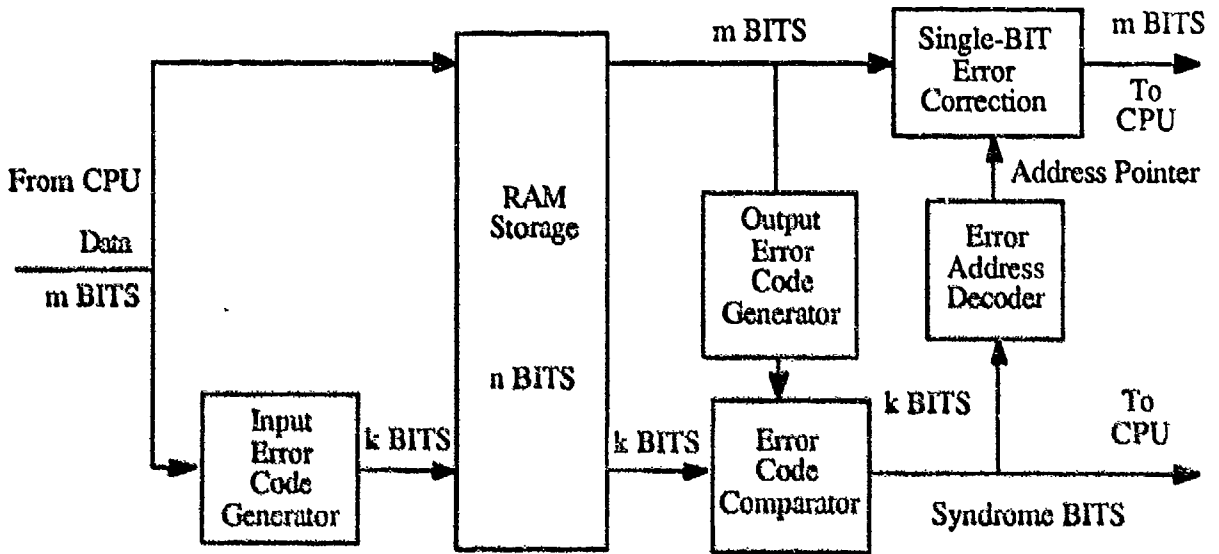 m BITS
Single-BIT
Error
Correction
m BITS
To
CPU
From CPU
Data
m BITS
RAM
Storage
n BITS
Address Pointer
Output
Error
Code
Generator
Error
Address
Decoder
Input
Error
Code
Generator
k BITS
k BITS
Error
Code
Comparator
k BITS
To
CPU
Syndrome BITS